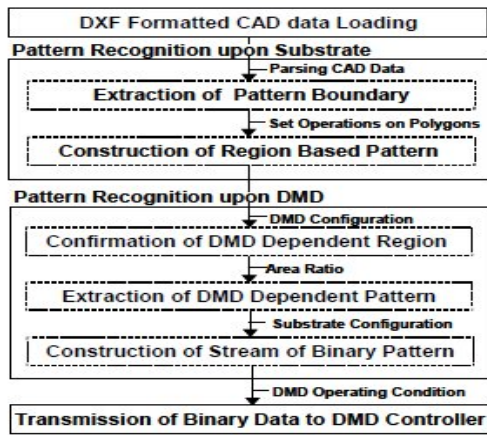 DXF Formatted CAD data Loading
Pattern Recognition upon Substrate
Parsing CAD Data
Extraction of Pattern Boundary
Set Operations on Polygons
Construction of Region Based Pattern
Pattern Recognition upon DMD
DMD Configuration
Confirmation of DMD Dependent Region
Area Ratio
Extraction of DMD Dependent Pattern
Substrate Configuration
Construction of Stream of Binary Pattern
DMD Operating Condition
Transmission of Binary Data to DMD Controller